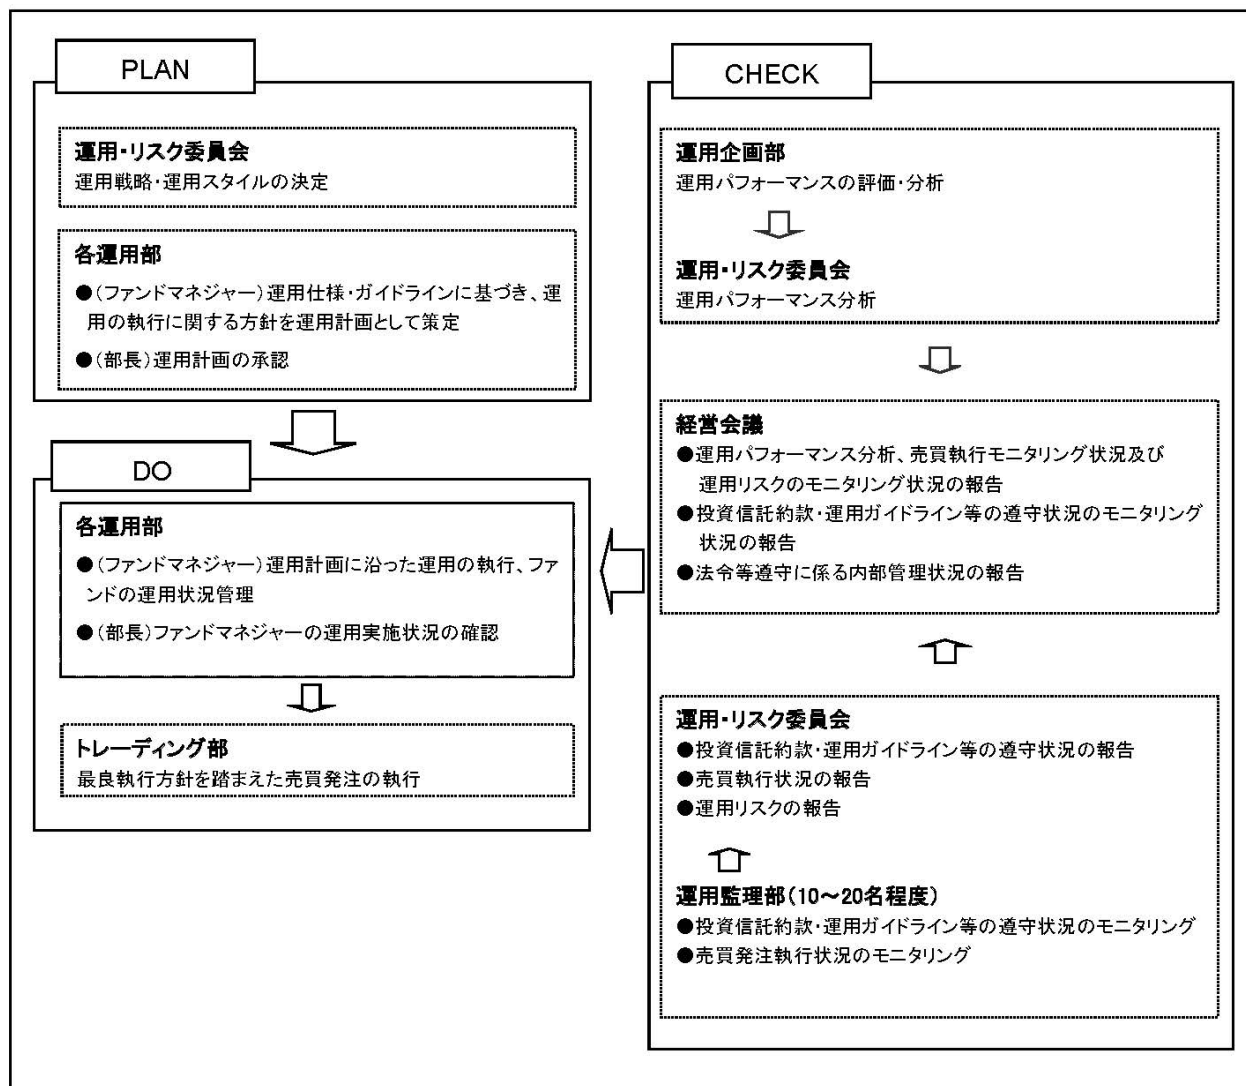 PLAN
運用・リスク委員会
運用戦略・運用スタイルの決定
各運用部
●(ファンドマネジャー)運用仕様・ガイドラインに基づき、運
用の執行に関する方針を運用計画として策定
●(部長)運用計画の承認
DO
各運用部
●(ファンドマネジャー)運用計画に沿った運用の執行、ファ
ンドの運用状況管理
●(部長)ファンドマネジャーの運用実施状況の確認
トレーディング部
最良執行方針を踏まえた売買発注の執行
CHECK
運用企画部
運用パフォーマンスの評価・分析
運用・リスク委員会
運用パフォーマンス分析
経営会議
●運用パフォーマンス分析、売買執行モニタリング状況及び
運用リスクのモニタリング状況の報告
●投資信託約款・運用ガイドライン等の遵守状況のモニタリング
状況の報告
●法令等遵守に係る内部管理状況の報告
運用・リスク委員会
●投資信託約款・運用ガイドライン等の遵守状況の報告
●売買執行状況の報告
●運用リスクの報告
運用監理部(10～20名程度)
●投資信託約款・運用ガイドライン等の遵守状況のモニタリング
●売買発注執行状況のモニタリング